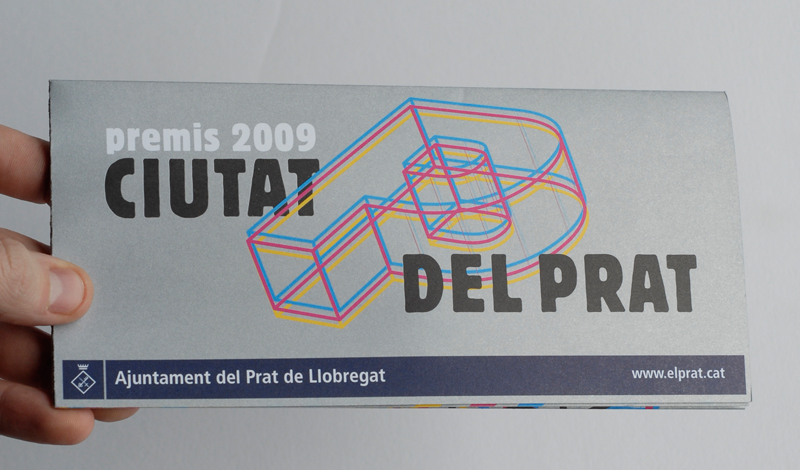 premis 2009
CIUTAT
DEL PRAT
Ajuntament del Prat de Llobregat
www.elprat.cat